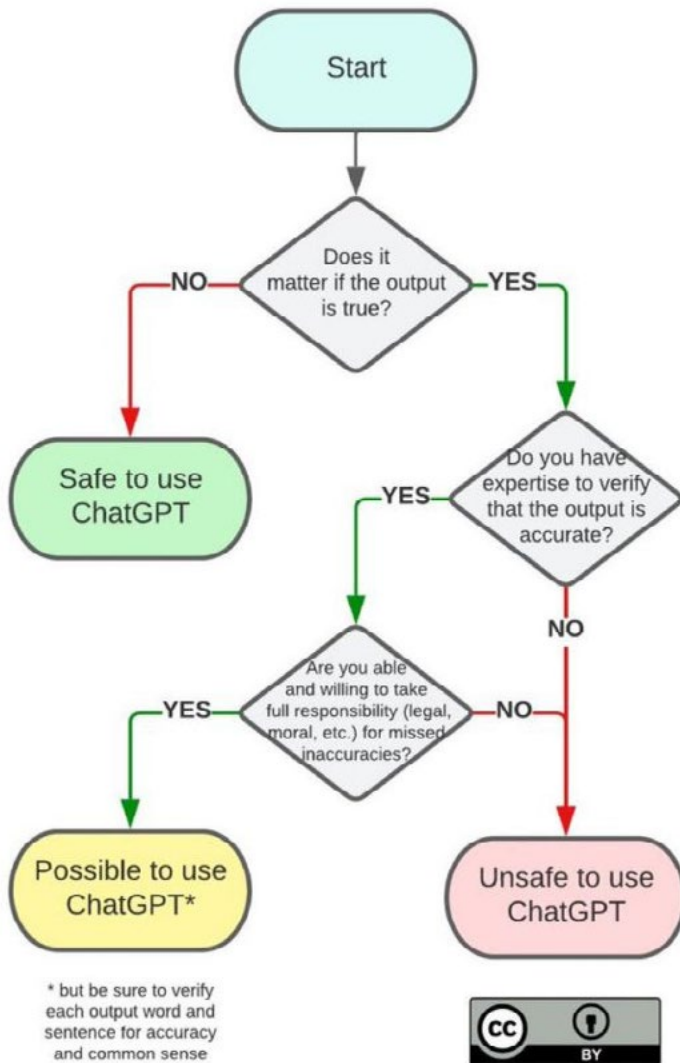 Start
Does it
matter if the output
is true?
NO
YES
Safe to use
ChatGPT
Do you have
expertise to verify
that the output is
accurate?
YES
NO
Are you able
and willing to take
full responsibility (legal,
moral, etc.) for missed
inaccuracies?
YES
NO
Possible to use
ChatGPT*
Unsafe to use
ChatGPT
* but be sure to verify
each output word and
sentence for accuracy
and common sense
cc
BY